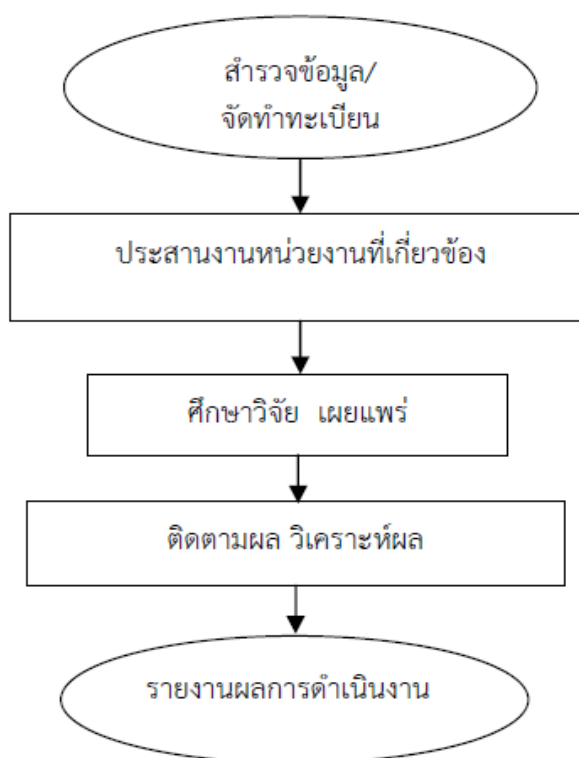 สำรวจข้อมูล/
จัดทำทะเบียน
ประสานงานหน่วยงานที่เกี่ยวข้อง
ศึกษาวิจัย เผยแพร่
ติดตามผล วิเคราะห์ผล
รายงานผลการดำเนินงาน